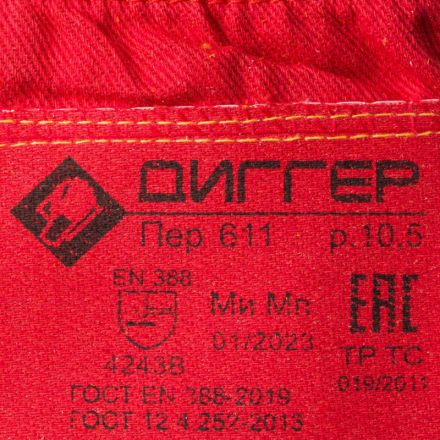 ДИГГЕР
Пер 611 р.10.5
EN 388
Ми Мп
01/2023
4243В
EAC
ТР ТС
019/2011
ГОСТ EN 388-2019
ГОСТ 12.4.252-2013